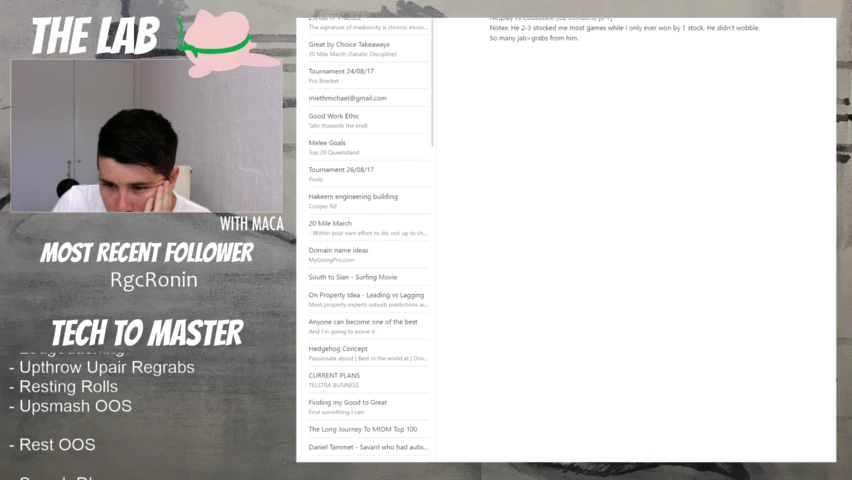 THE LAB
WITH MACA
MOST RECENT FOLLOWER
RgcRonin
TECH TO MASTER
- Upthrow Upair Regrabs
- Resting Rolls
- Upsmash OOS
- Rest OOS
The signature of mediocrity is chronic incon...
Great by Choice Takeaways
20 Mile March (Fanatic Discipline)
Tournament 24/08/17
Pro Bracket
miethmichael@gmail.com
Good Work Ethic
Tafo (towards the end)
Melee Goals
Top 20 Queensland
Tournament 26/08/17
Pools
Hakeem engineering building
Cooper Rd
20 Mile March
- Within your own effort to do, not up to ch...
Domain name ideas
MyGoingPro.com
South to Sian - Surfing Movie
On Property Idea - Leading vs Lagging
Most property experts suburb predictions ar...
Anyone can become one of the best
And I'm going to prove it
Hedgehog Concept
Passionate about | Best in the world at | Driv...
CURRENT PLANS
TELSTRA BUSINESS
Finding my Good to Great
Find something I can:
The Long Journey To MIOM Top 100
Daniel Tammet - Savant who had autis...
Notes: He 2-3 stocked me most games while I only ever won by 1 stock. He didn't wobble.
So many jab>grabs from him.